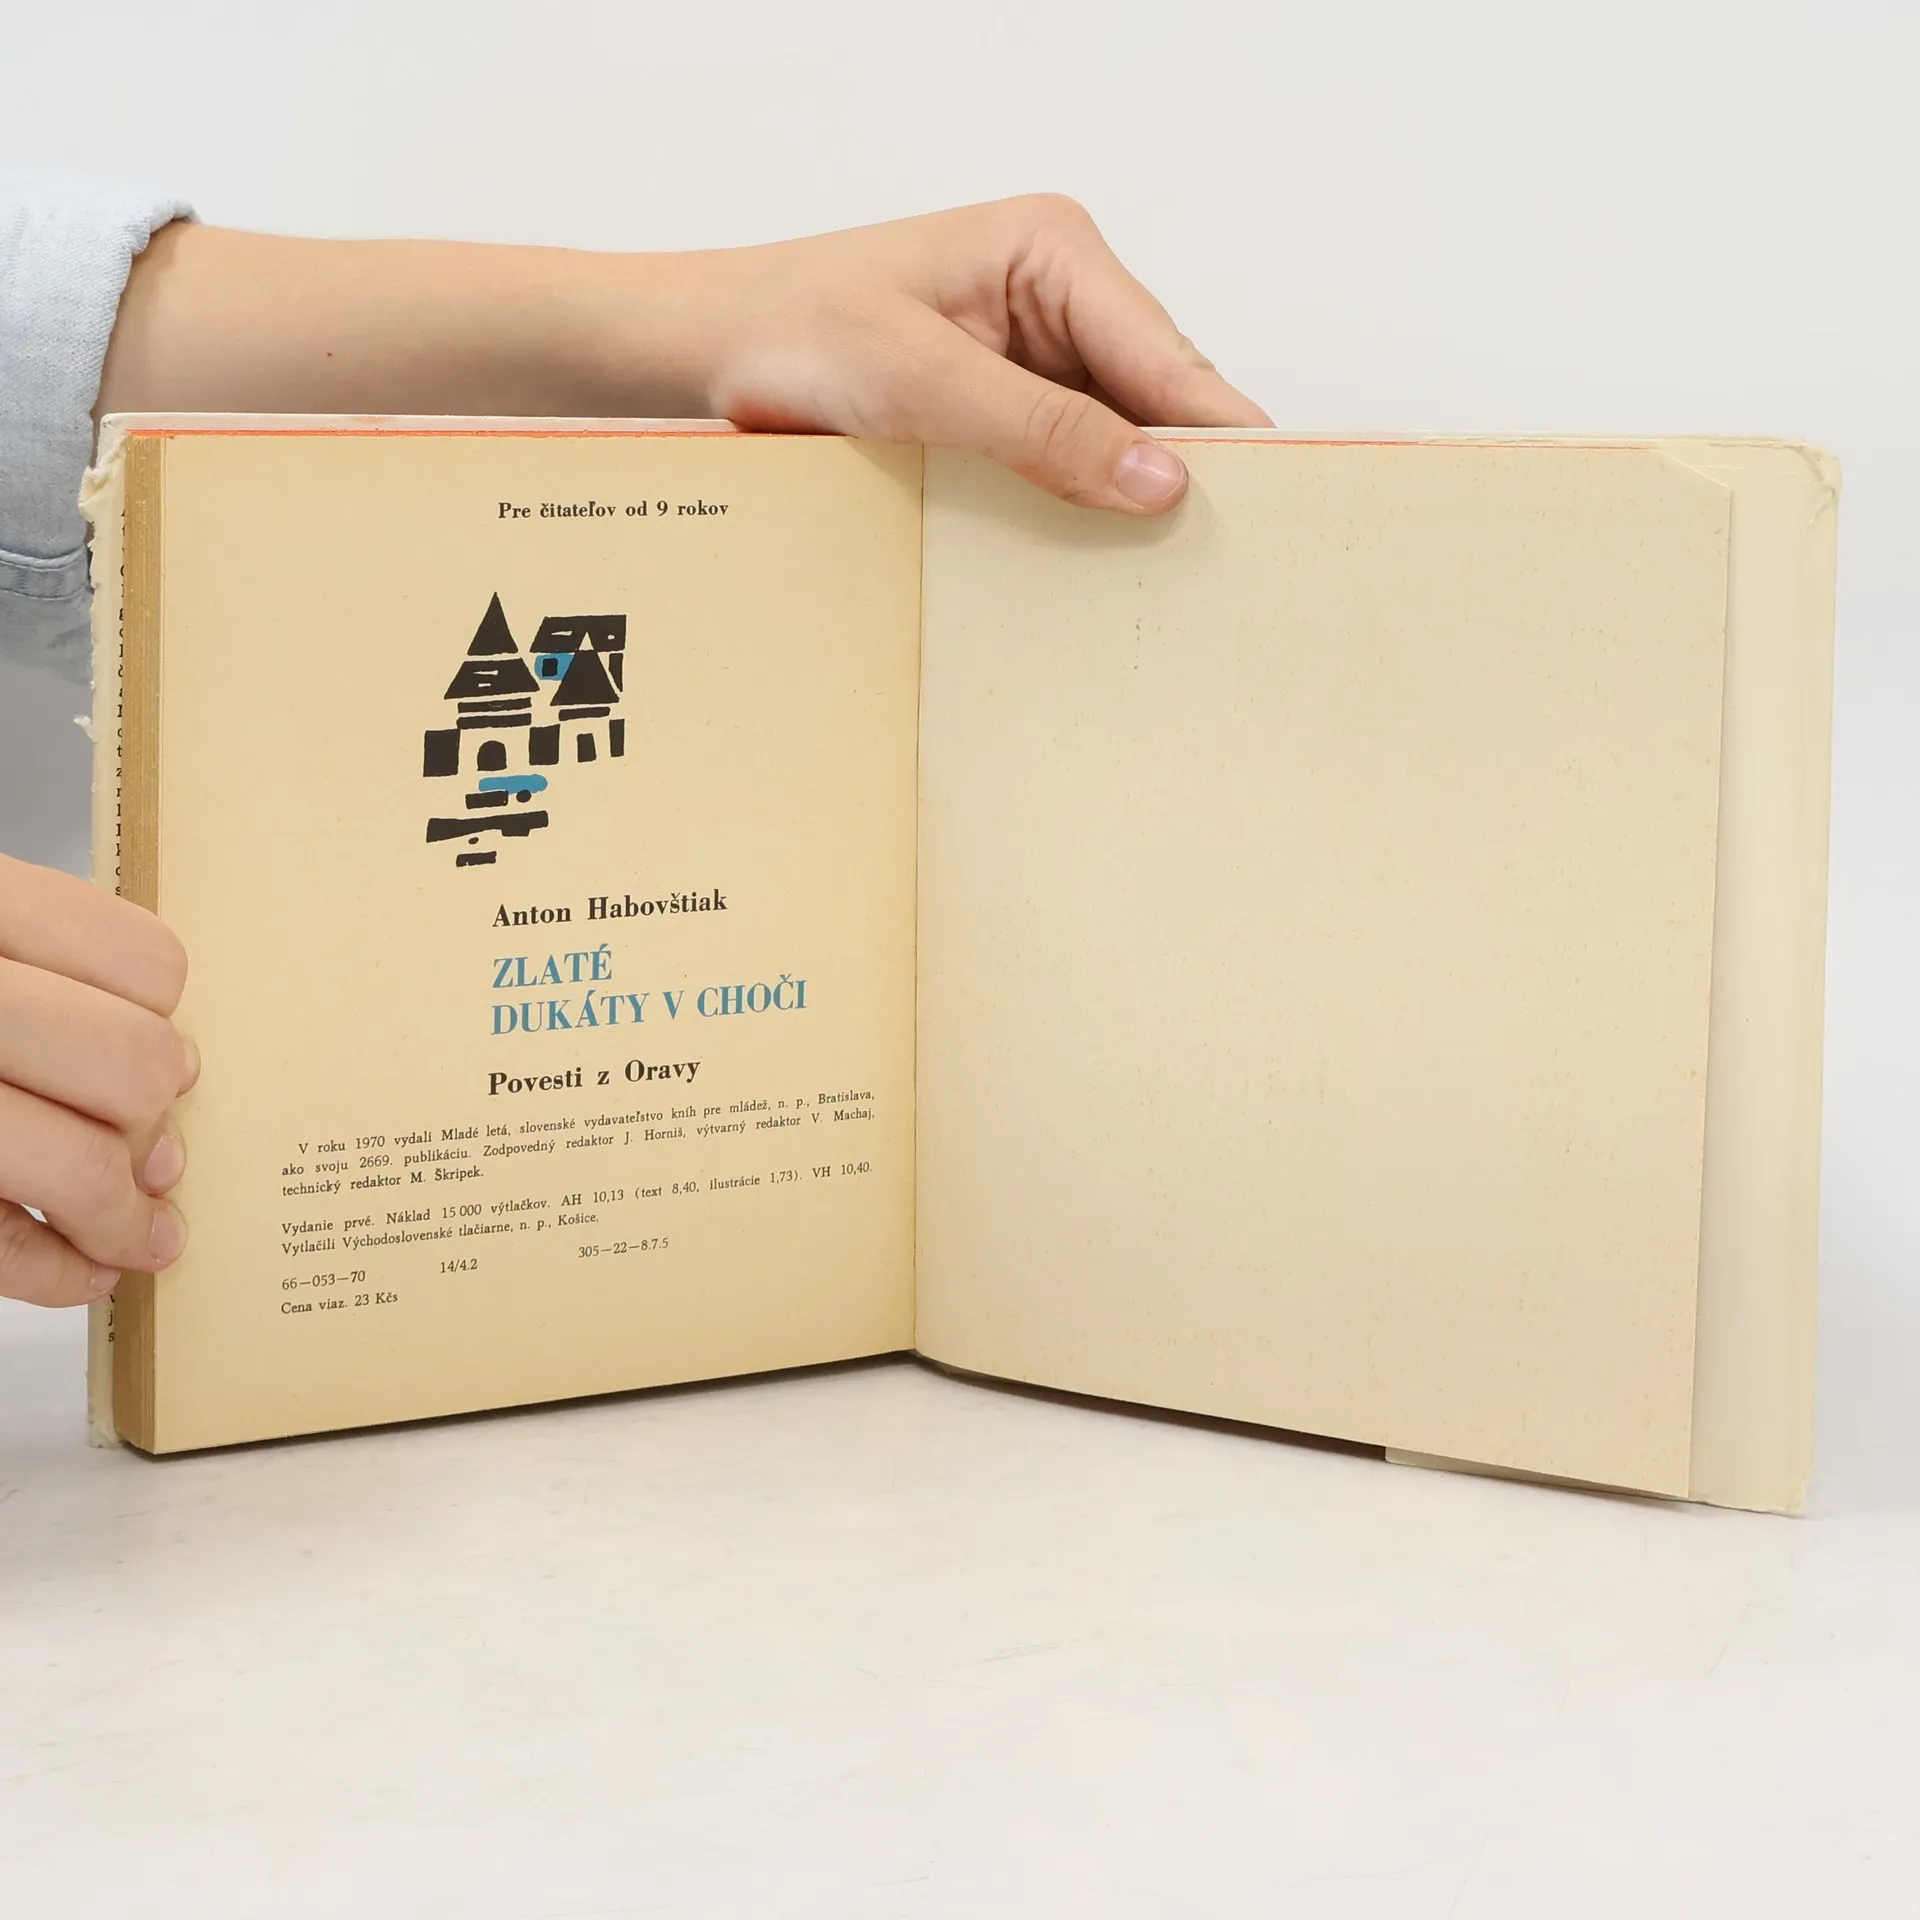 Pre čitateľov od 9 rokov
Anton Habovštiak
ZLATÉ
DUKÁTY V CHOČI
Povesti z Oravy
V roku 1970 vydali Mladé letá, slovenské vydavateľstvo kníh pre mládež, n. p., Bratislava,
ako svoju 2669. publikáciu. Zodpovedný redaktor J. Horniš, výtvarný redaktor V. Machaj,
technický redaktor M. Škripek.
Vydanie prvé. Náklad 15 000 výtlačkov. AH 10,13 (text 8,40, ilustrácie 1,73). VH 10,40.
Vytlačili Východoslovenské tlačiarne, n. p., Košice.
66—053—70 14/4.2 305—22—8.7.5
Cena viaz. 23 Kčs